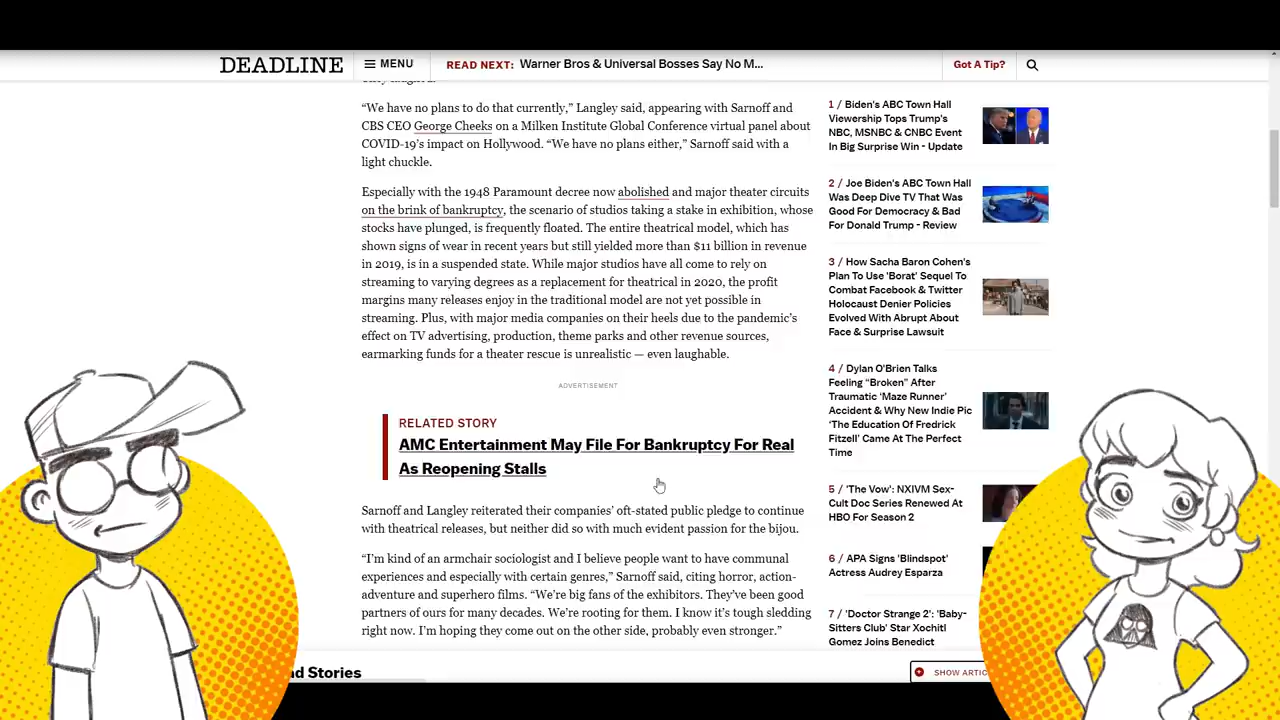 DEADLINE
MENU
READ NEXT: Warner Bros & Universal Bosses Say No M...
Got A Tip?
“We have no plans to do that currently,” Langley said, appearing with Sarnoff and
CBS CEO George Cheeks on a Milken Institute Global Conference virtual panel about
COVID-19’s impact on Hollywood. “We have no plans either,” Sarnoff said with a
light chuckle.
Especially with the 1948 Paramount decree now abolished and major theater circuits
on the brink of bankruptcy, the scenario of studios taking a stake in exhibition, whose
stocks have plunged, is frequently floated. The entire theatrical model, which has
shown signs of wear in recent years but still yielded more than $11 billion in revenue
in 2019, is in a suspended state. While major studios have all come to rely on
streaming to varying degrees as a replacement for theatrical in 2020, the profit
margins many releases enjoy in the traditional model are not yet possible in
streaming. Plus, with major media companies on their heels due to the pandemic’s
effect on TV advertising, production, theme parks and other revenue sources,
earmarking funds for a theater rescue is unrealistic — even laughable.
ADVERTISEMENT
RELATED STORY
AMC Entertainment May File For Bankruptcy For Real
As Reopening Stalls
Sarnoff and Langley reiterated their companies’ oft-stated public pledge to continue
with theatrical releases, but neither did so with much evident passion for the bijou.
“I’m kind of an armchair sociologist and I believe people want to have communal
experiences and especially with certain genres,” Sarnoff said, citing horror, action-
adventure and superhero films. “We’re big fans of the exhibitors. They’ve been good
partners of ours for many decades. We’re rooting for them. I know it’s tough sledding
right now. I’m hoping they come out on the other side, probably even stronger.”
1 / Biden's ABC Town Hall
Viewership Tops Trump's
NBC, MSNBC & CNBC Event
In Big Surprise Win - Update
2 / Joe Biden's ABC Town Hall
Was Deep Dive TV That Was
Good For Democracy & Bad
For Donald Trump - Review
3 / How Sacha Baron Cohen's
Plan To Use 'Borat' Sequel To
Combat Facebook & Twitter
Holocaust Denier Policies
Evolved With Abrupt About
Face & Surprise Lawsuit
4 / Dylan O'Brien Talks
Feeling “Broken” After
Traumatic ‘Maze Runner’
Accident & Why New Indie Pic
‘The Education Of Fredrick
Fitzell’ Came At The Perfect
Time
5 / 'The Vow': NXIVM Sex-
Cult Doc Series Renewed At
HBO For Season 2
6 / APA Signs 'Blindspot'
Actress Audrey Esparza
7 / 'Doctor Strange 2': 'Baby-
Sitters Club' Star Xochitl
Gomez Joins Benedict
Stories
SHOW